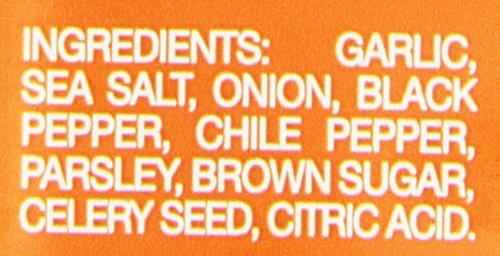 INGREDIENTS: GARLIC,
SEA SALT, ONION, BLACK
PEPPER, CHILE PEPPER,
PARSLEY, BROWN SUGAR,
CELERY SEED, CITRIC ACID.